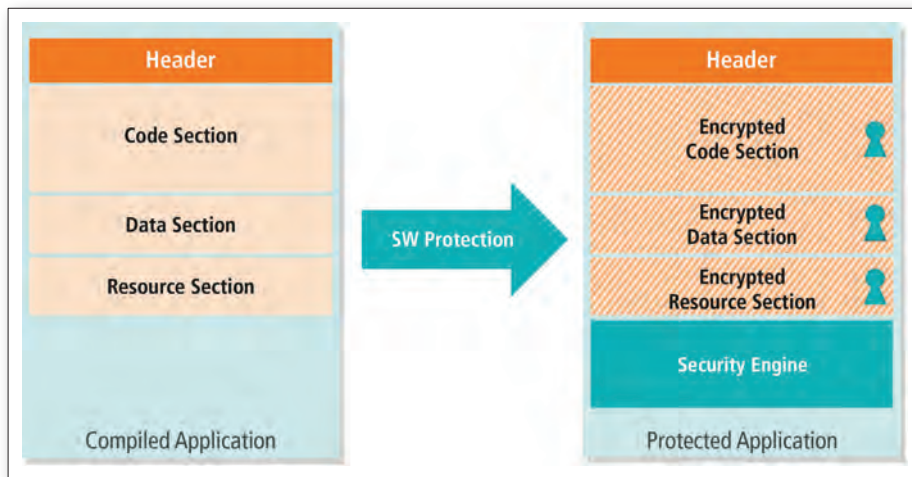 Header
Code Section
Data Section
Resource Section
Compiled Application
SW Protection
Header
Encrypted
Code Section
Encrypted
Data Section
Encrypted
Resource Section
Security Engine
Protected Application